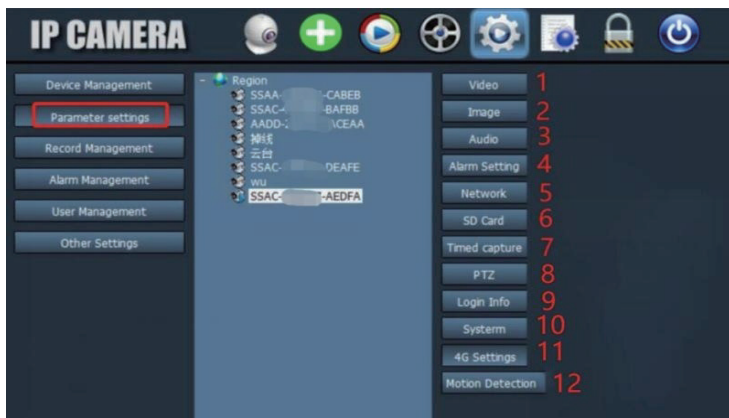 IP CAMERA
Device Management
Parameter settings
Record Management
Alarm Management
User Management
Other Settings
Region
SSAA- -CABEB
SSAC- -BAFBB
AADD- \CEAA
神线
云台
SSAC- DEAFE
wu
SSAC- -AEDFA
Video 1
Image 2
Audio 3
Alarm Setting 4
Network 5
SD Card 6
Timed capture 7
PTZ 8
Login Info 9
Systerm 10
4G Settings 11
Motion Detection 12